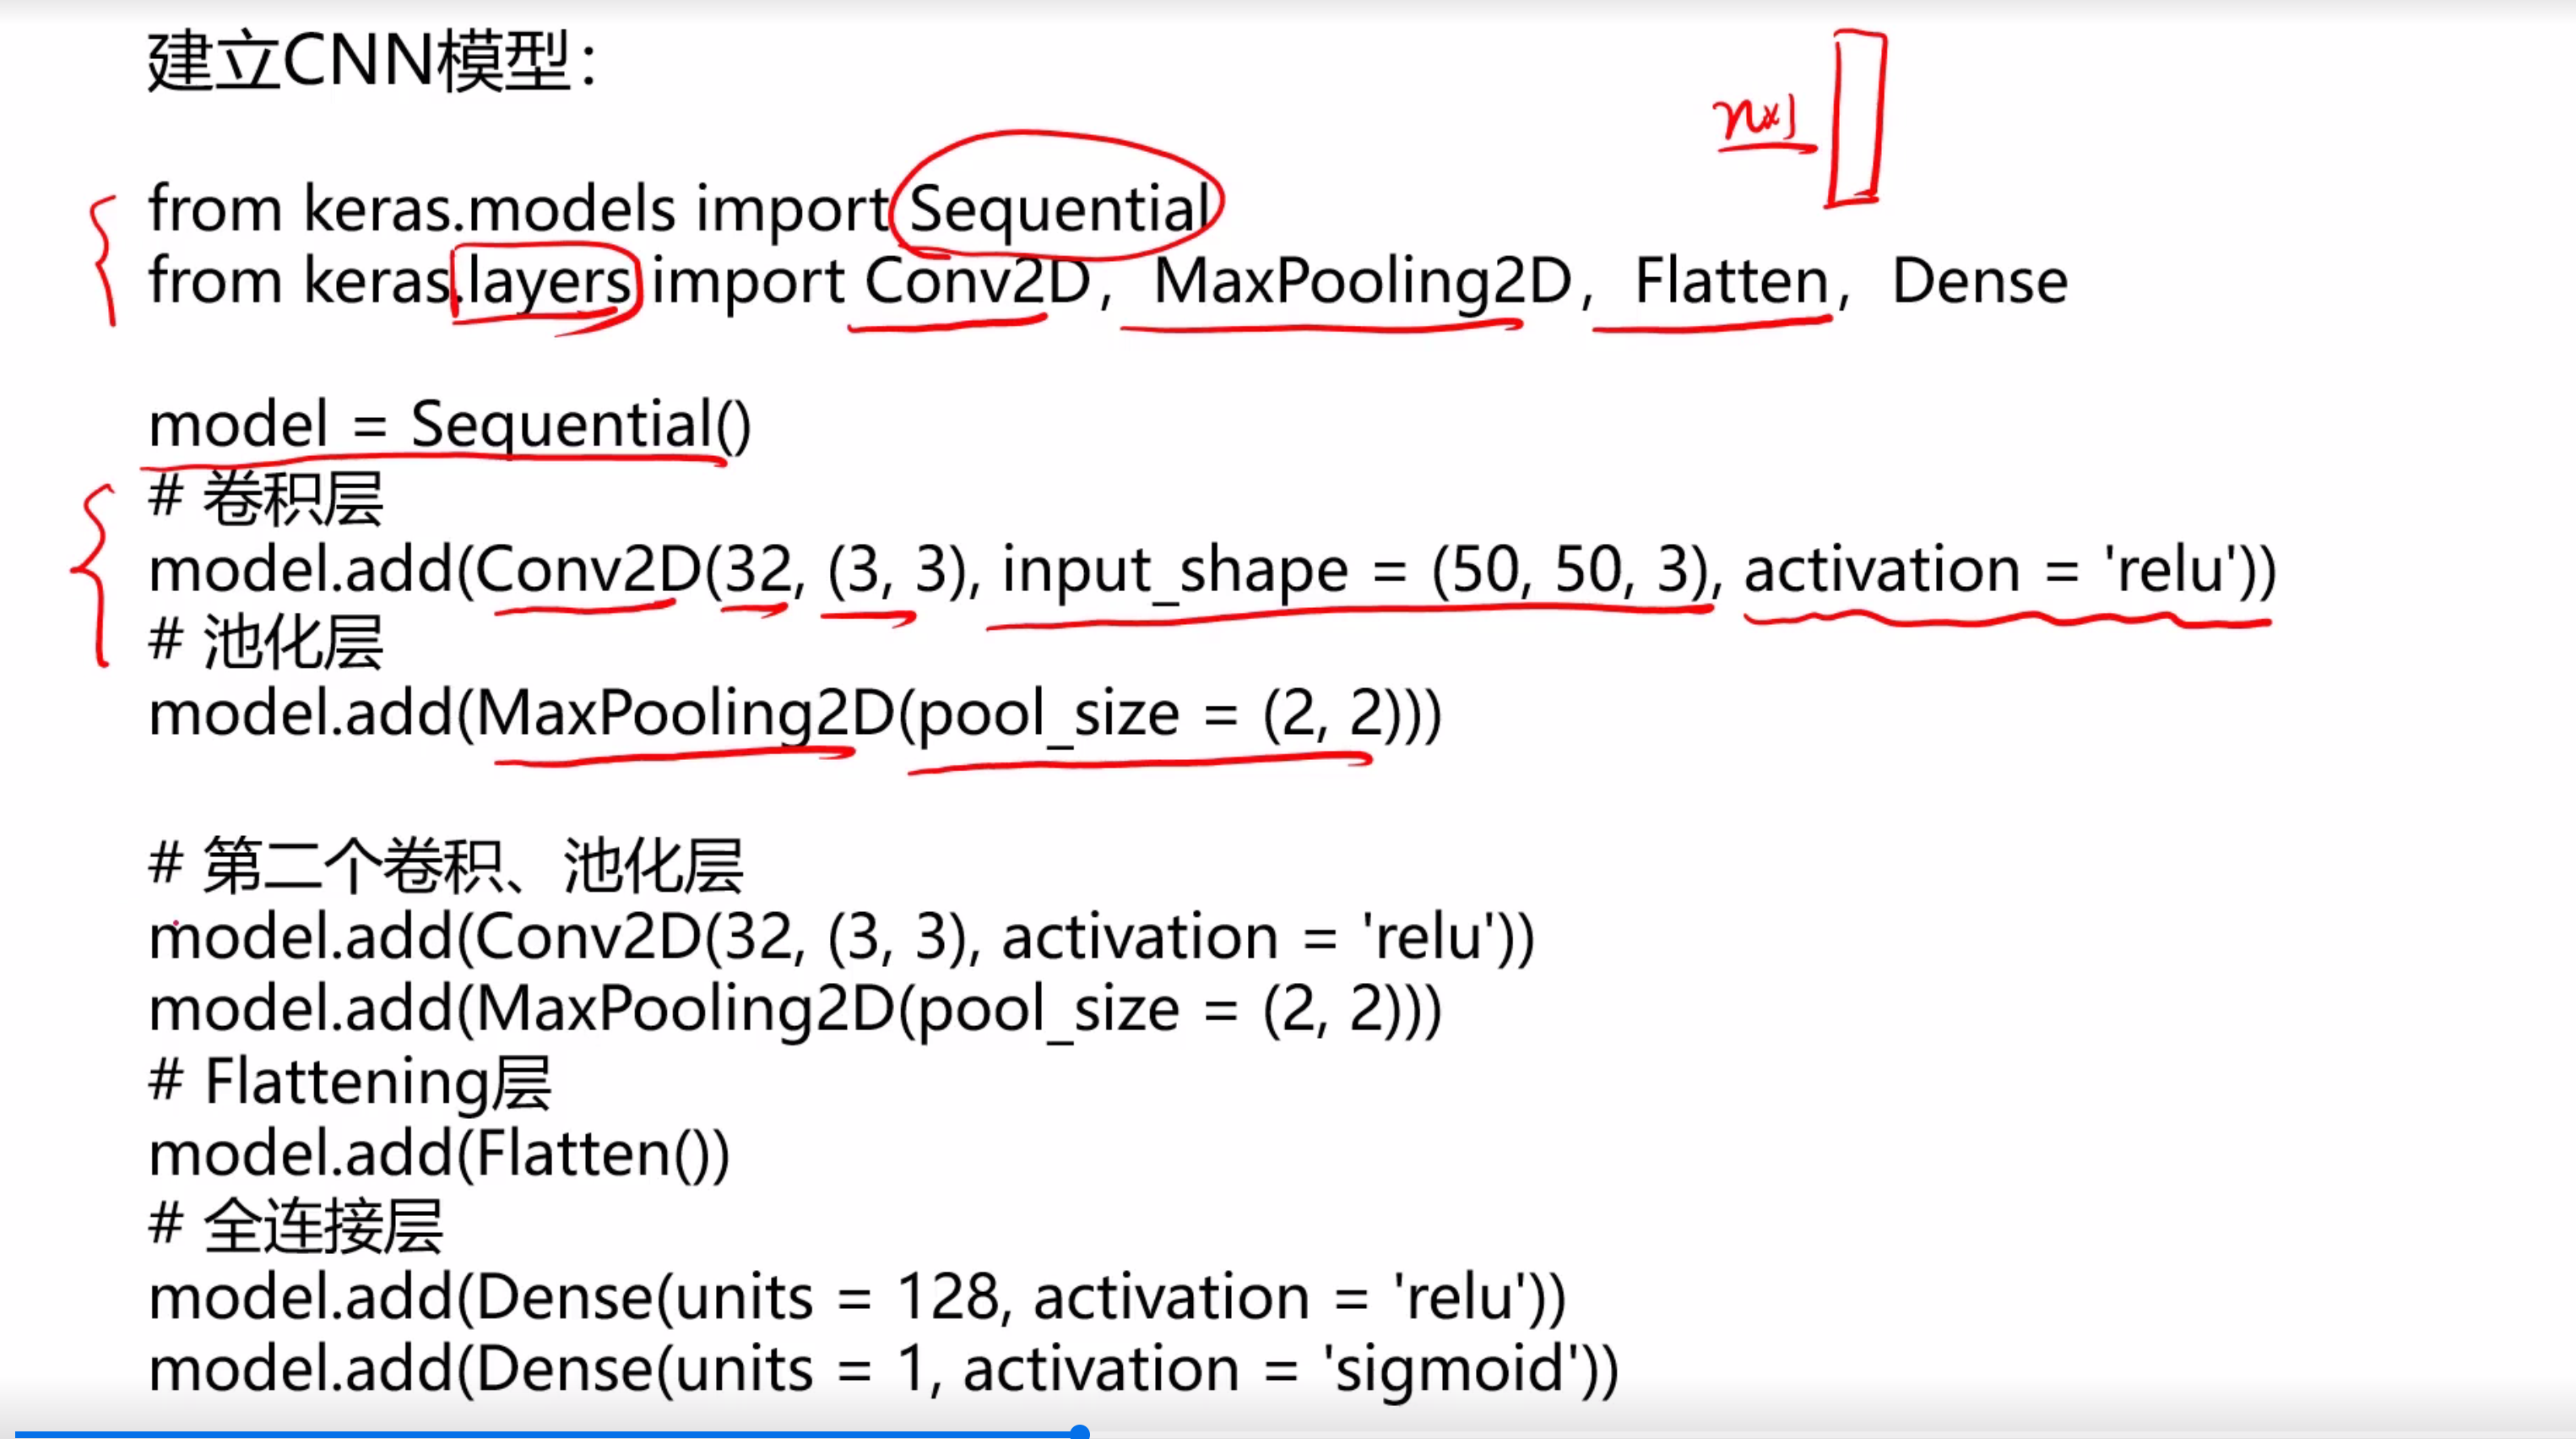 建立CNN模型：
n×1
from keras.models import Sequential
from keras.layers import Conv2D， MaxPooling2D， Flatten， Dense
model = Sequential()
# 卷积层
model.add(Conv2D(32, (3, 3), input_shape = (50, 50, 3), activation = 'relu'))
# 池化层
model.add(MaxPooling2D(pool_size = (2, 2)))
# 第二个卷积、池化层
model.add(Conv2D(32, (3, 3), activation = 'relu'))
model.add(MaxPooling2D(pool_size = (2, 2)))
# Flattening层
model.add(Flatten())
# 全连接层
model.add(Dense(units = 128, activation = 'relu'))
model.add(Dense(units = 1, activation = 'sigmoid'))